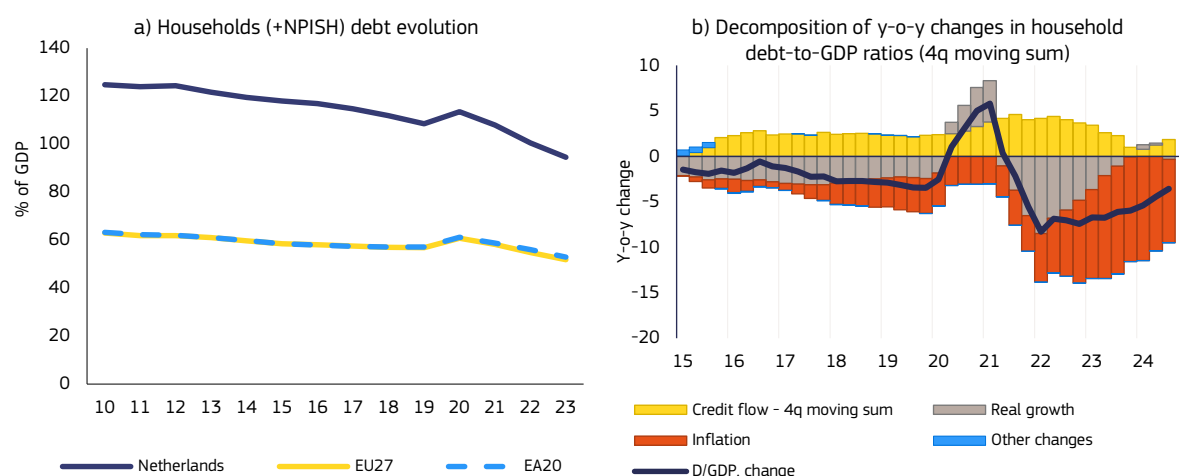 a) Households (+NPISH) debt evolution
140
120
100
80
60
40
20
0
% of GDP
10 11 12 13 14 15 16 17 18 19 20 21 22 23
Netherlands EU27 EA20
b) Decomposition of y-o-y changes in household
debt-to-GDP ratios (4q moving sum)
10
5
0
-5
-10
-15
-20
Y-o-y change
15 16 17 18 19 20 21 22 23 24
Credit flow - 4q moving sum Real growth
Inflation Other changes
D/GDP, change